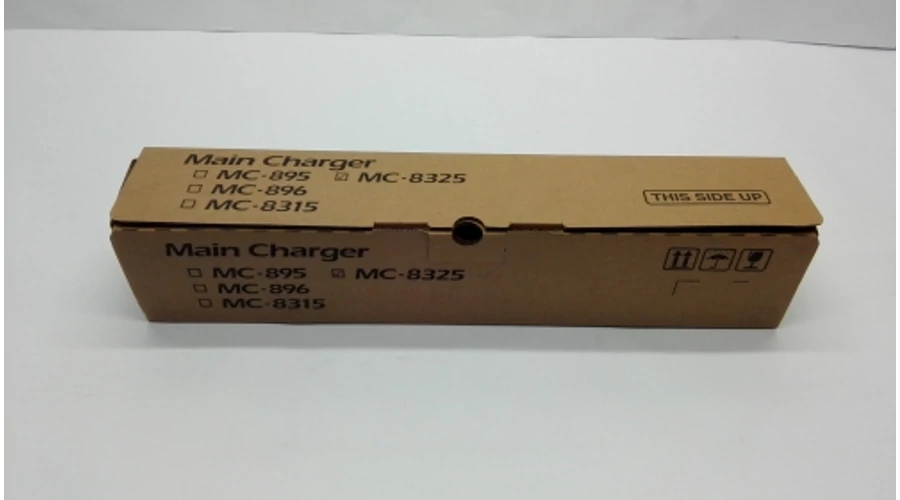 Main Charger
☐ MC-895 ☑ MC-8325
☐ MC-896
☐ MC-8315
THIS SIDE UP
Main Charger
☐ MC-895 ☑ MC-8325
☐ MC-896
☐ MC-8315